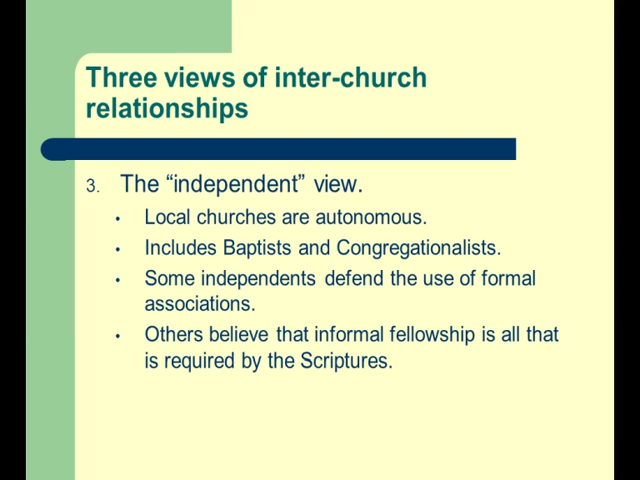 Three views of inter-church
relationships
3. The “independent” view.
• Local churches are autonomous.
• Includes Baptists and Congregationalists.
• Some independents defend the use of formal
associations.
• Others believe that informal fellowship is all that
is required by the Scriptures.